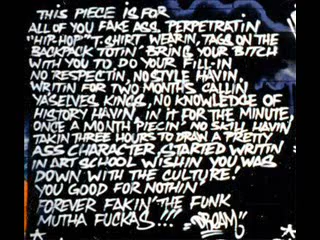 THIS PIECE IS FOR
ALL OF YOU FAKE ASS PERPETRATIN
"HIP HOP" T-SHIRT WEARIN, TAGS ON THE
BACKPACK TOTIN' BRING YOUR BITCH
WITH YOU TO DO YOUR FILL-IN
NO RESPECTIN, NO STYLE HAVIN,
WRITIN FOR TWO MONTHS CALLIN
YASELVES KINGS, NO KNOWLEDGE OF
HISTORY HAVIN, IN IT FOR THE MINUTE,
ONCE A MONTH PIECIN' NO SKILL HAVIN
TAKIN THREE HOURS TO DRAW A PRETTY
ASS CHARACTER STARTED WRITIN
IN ART SCHOOL WISHIN YOU WAS
DOWN WITH THE CULTURE!
YOU GOOD FOR NOTHIN'
FOREVER FAKIN' THE FUNK
MUTHA FUCKAS...!!! "DREAM"